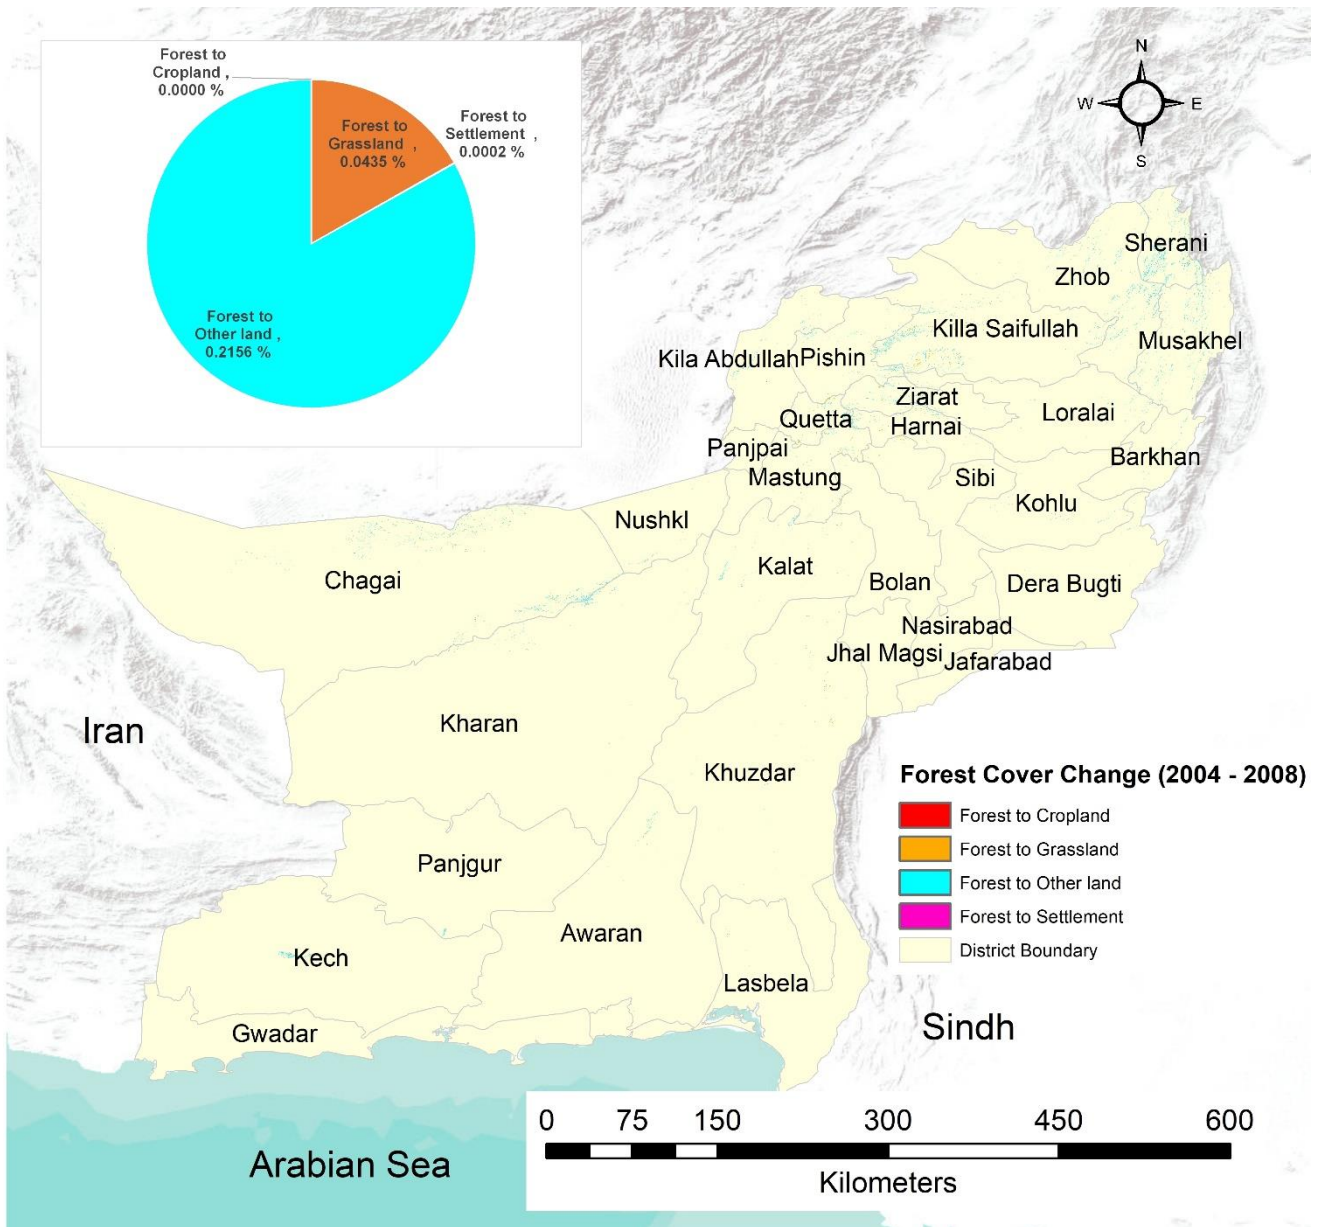 Forest to
Cropland ,
0.0000 %
Forest to
Grassland ,
0.0435 %
Forest to
Settlement ,
0.0002 %
Forest to
Other land ,
0.2156 %
N
W
E
S
Sherani
Zhob
Killa Saifullah
Musakhel
Kila Abdullah
Pishin
Ziarat
Loralai
Quetta
Harnai
Panjpai
Barkhan
Mastung
Sibi
Kohlu
Nushkl
Chagai
Kalat
Bolan
Dera Bugti
Nasirabad
Jhal Magsi
Jafarabad
Iran
Kharan
Khuzdar
Panjgur
Awaran
Kech
Lasbela
Gwadar
Sindh
Arabian Sea
Forest Cover Change (2004 - 2008)
Forest to Cropland
Forest to Grassland
Forest to Other land
Forest to Settlement
District Boundary
0 75 150 300 450 600
Kilometers